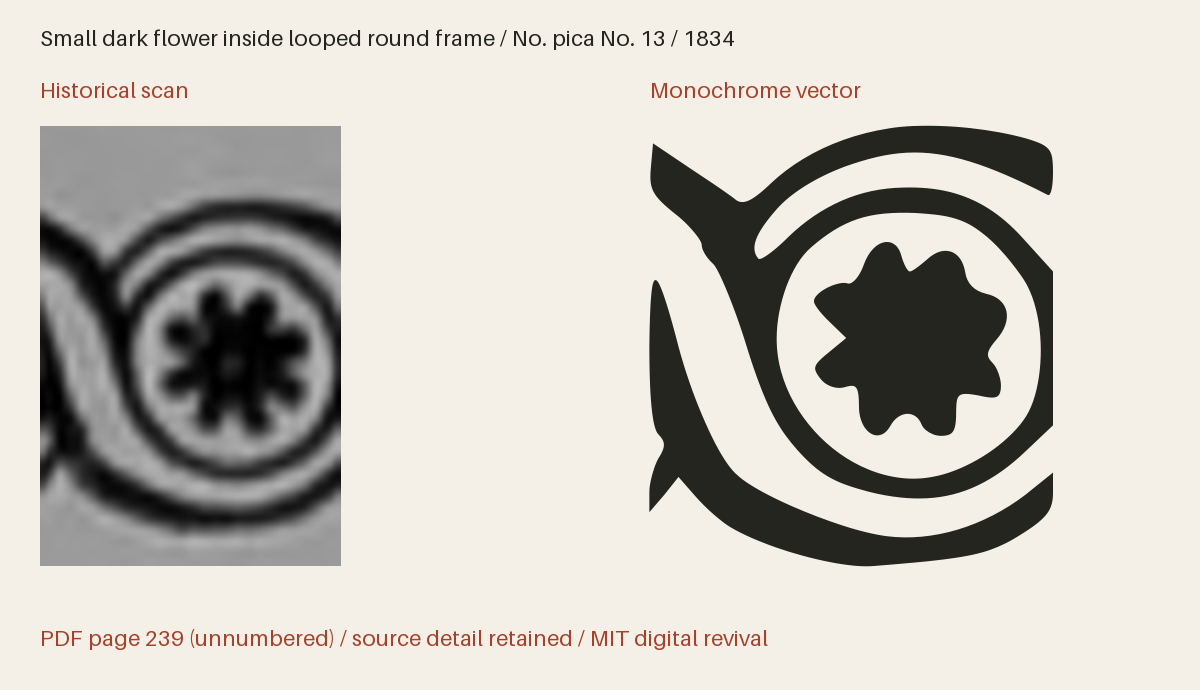 Small dark flower inside looped round frame / No. pica No. 13 / 1834
Historical scan
Monochrome vector
PDF page 239 (unnumbered) / source detail retained / MIT digital revival